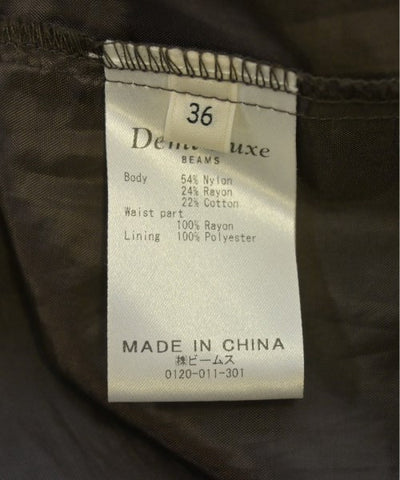 36
BEAMS
Body 54% Nylon
24% Rayon
22% Cotton
Waist part
100% Rayon
Lining 100% Polyester
MADE IN CHINA
㈱ビームス
0120-011-301